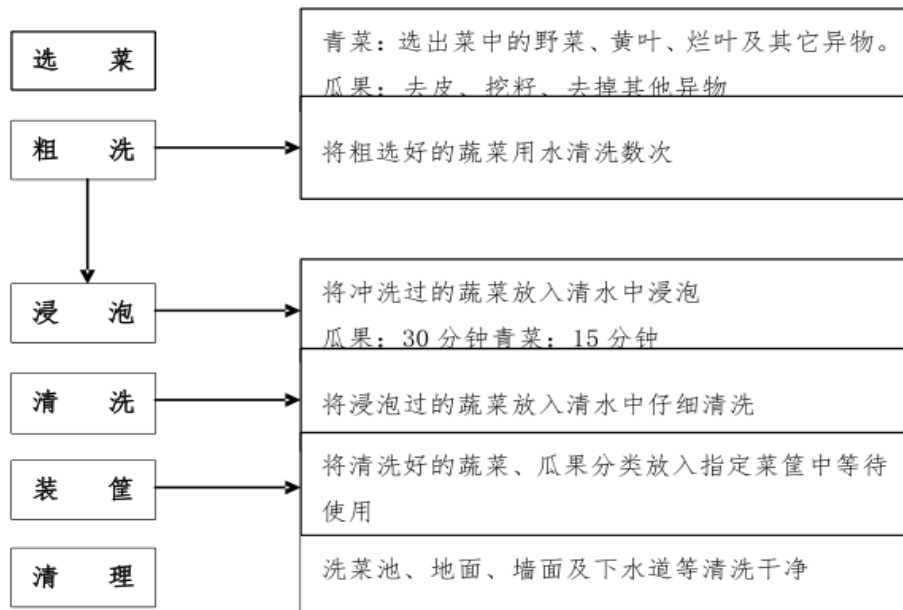 选 菜
青菜：选出菜中的野菜、黄叶、烂叶及其它异物。
瓜果：去皮、挖籽、去掉其他异物
粗 洗
将粗选好的蔬菜用水清洗数次
浸 泡
将冲洗过的蔬菜放入清水中浸泡
瓜果：30 分钟青菜：15 分钟
清 洗
将浸泡过的蔬菜放入清水中仔细清洗
装 筐
将清洗好的蔬菜、瓜果分类放入指定菜筐中等待
使用
清 理
洗菜池、地面、墙面及下水道等清洗干净